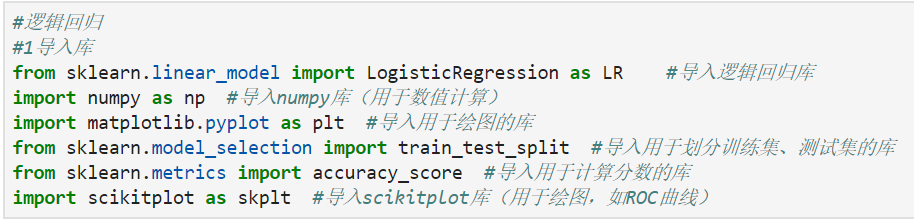 #逻辑回归
#1导入库
from sklearn.linear_model import LogisticRegression as LR    #导入逻辑回归库
import numpy as np  #导入numpy库（用于数值计算）
import matplotlib.pyplot as plt  #导入用于绘图的库
from sklearn.model_selection import train_test_split  #导入用于划分训练集、测试集的库
from sklearn.metrics import accuracy_score  #导入用于计算分数的库
import scikitplot as skplt  #导入scikitplot库（用于绘图，如ROC曲线）